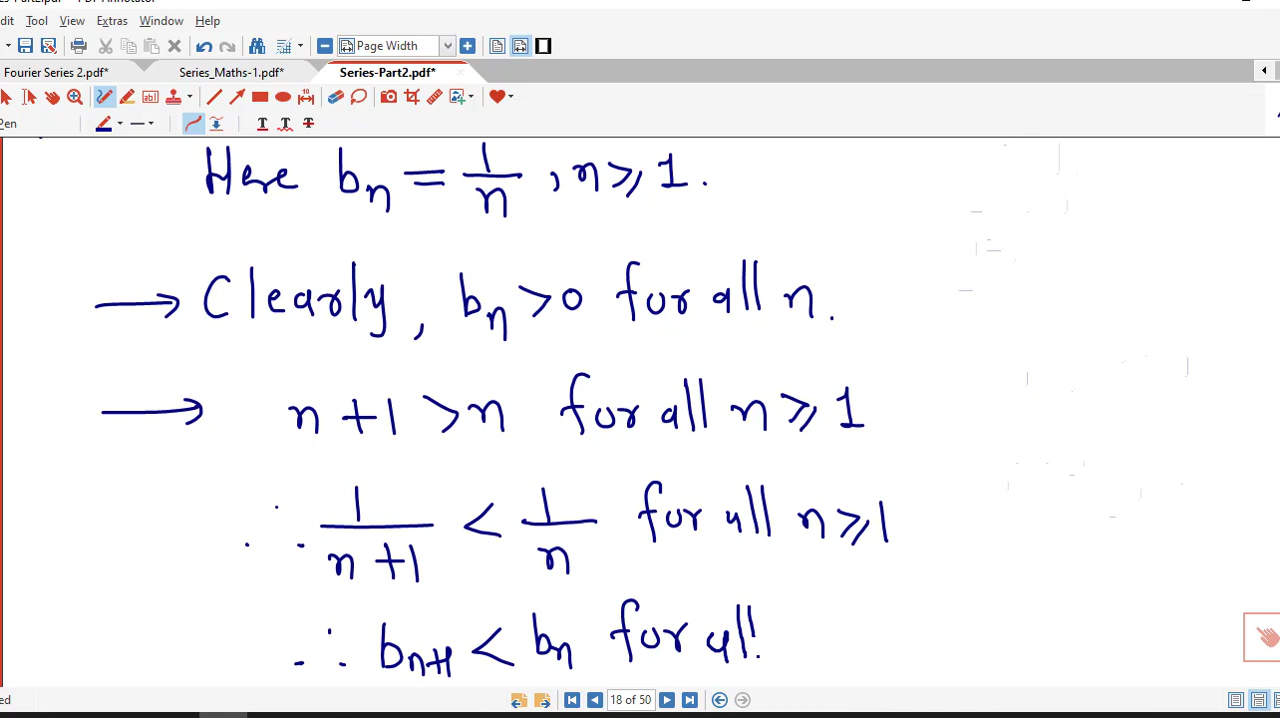 dit Tool View Extras Window Help
Page Width
Fourier Series 2.pdf* Series_Maths-1.pdf* Series-Part2.pdf*
Here bn = 1/n , n ≥ 1.
→ Clearly, bn > 0 for all n.
→ n + 1 > n for all n ≥ 1
∴ 1/(n + 1) < 1/n for all n ≥ 1
∴ bn+1 < bn for all
18 of 50